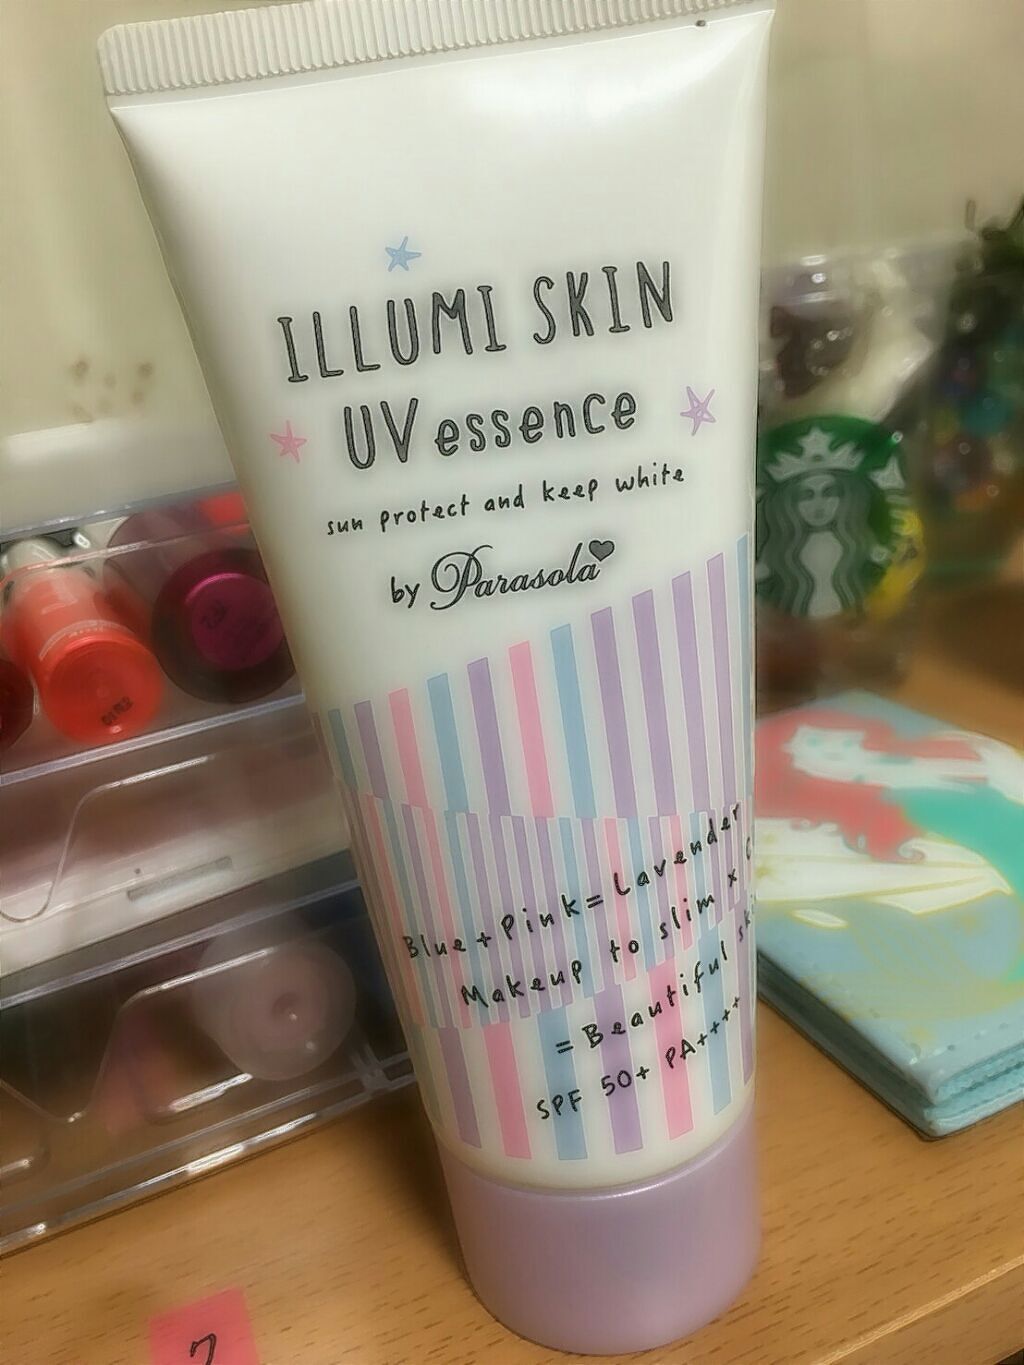 ILLUMI SKIN
UV essence
sun protect and keep white
by Parasola
Blue + Pink = Lavender
Makeup to slim x
= Beautiful
SPF 50+ PA++++
7